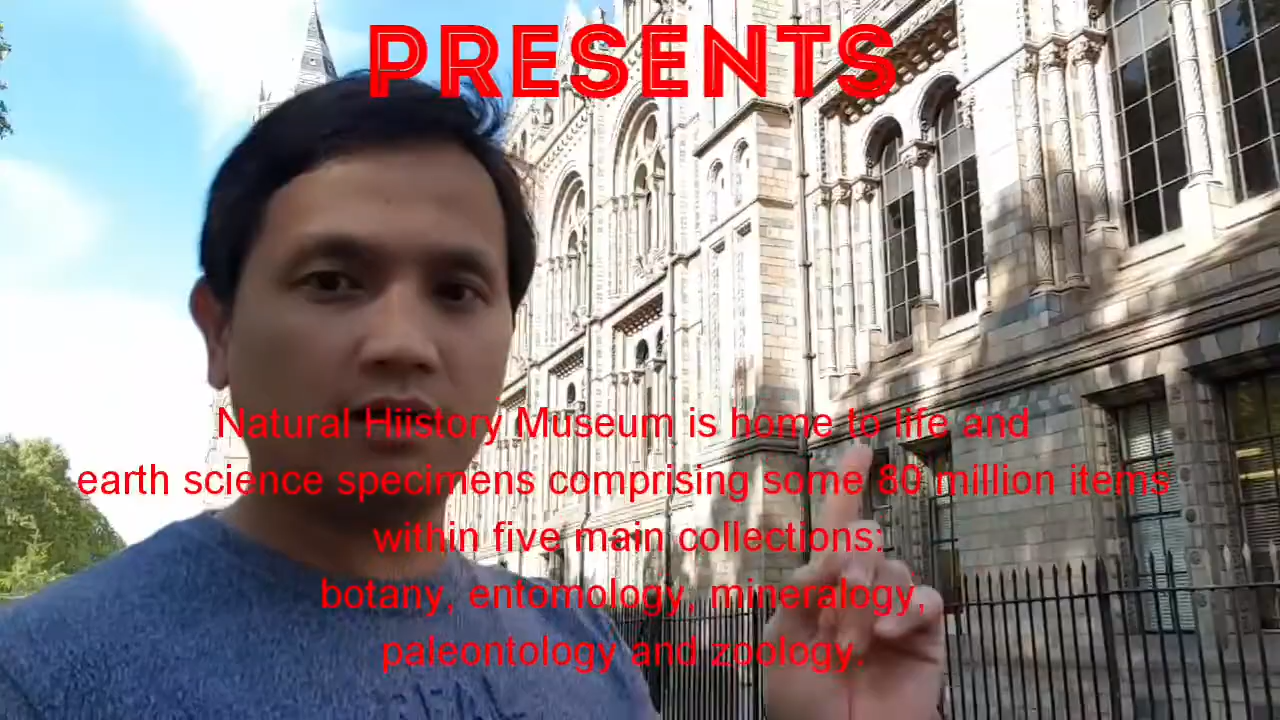 PRESENTS
Natural Hiistory Museum is home to life and
earth science specimens comprising some 80 million items
within five main collections:
botany, entomology, mineralogy,
paleontology and zoology.